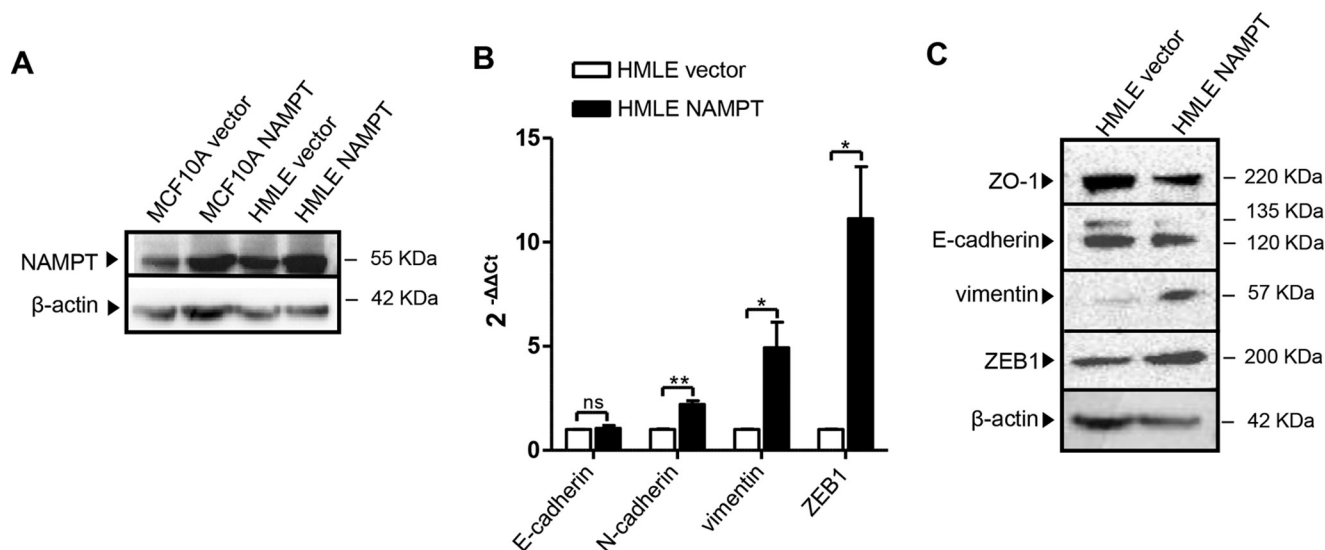 A
MCF10A vector
MCF10A NAMPT
HMLE vector
HMLE NAMPT
NAMPT
55 KDa
β-actin
42 KDa
B
HMLE vector
HMLE NAMPT
2 -ΔΔCt
15
10
5
0
ns
**
*
*
E-cadherin
N-cadherin
vimentin
ZEB1
C
HMLE vector
HMLE NAMPT
ZO-1
220 KDa
135 KDa
E-cadherin
120 KDa
vimentin
57 KDa
ZEB1
200 KDa
β-actin
42 KDa